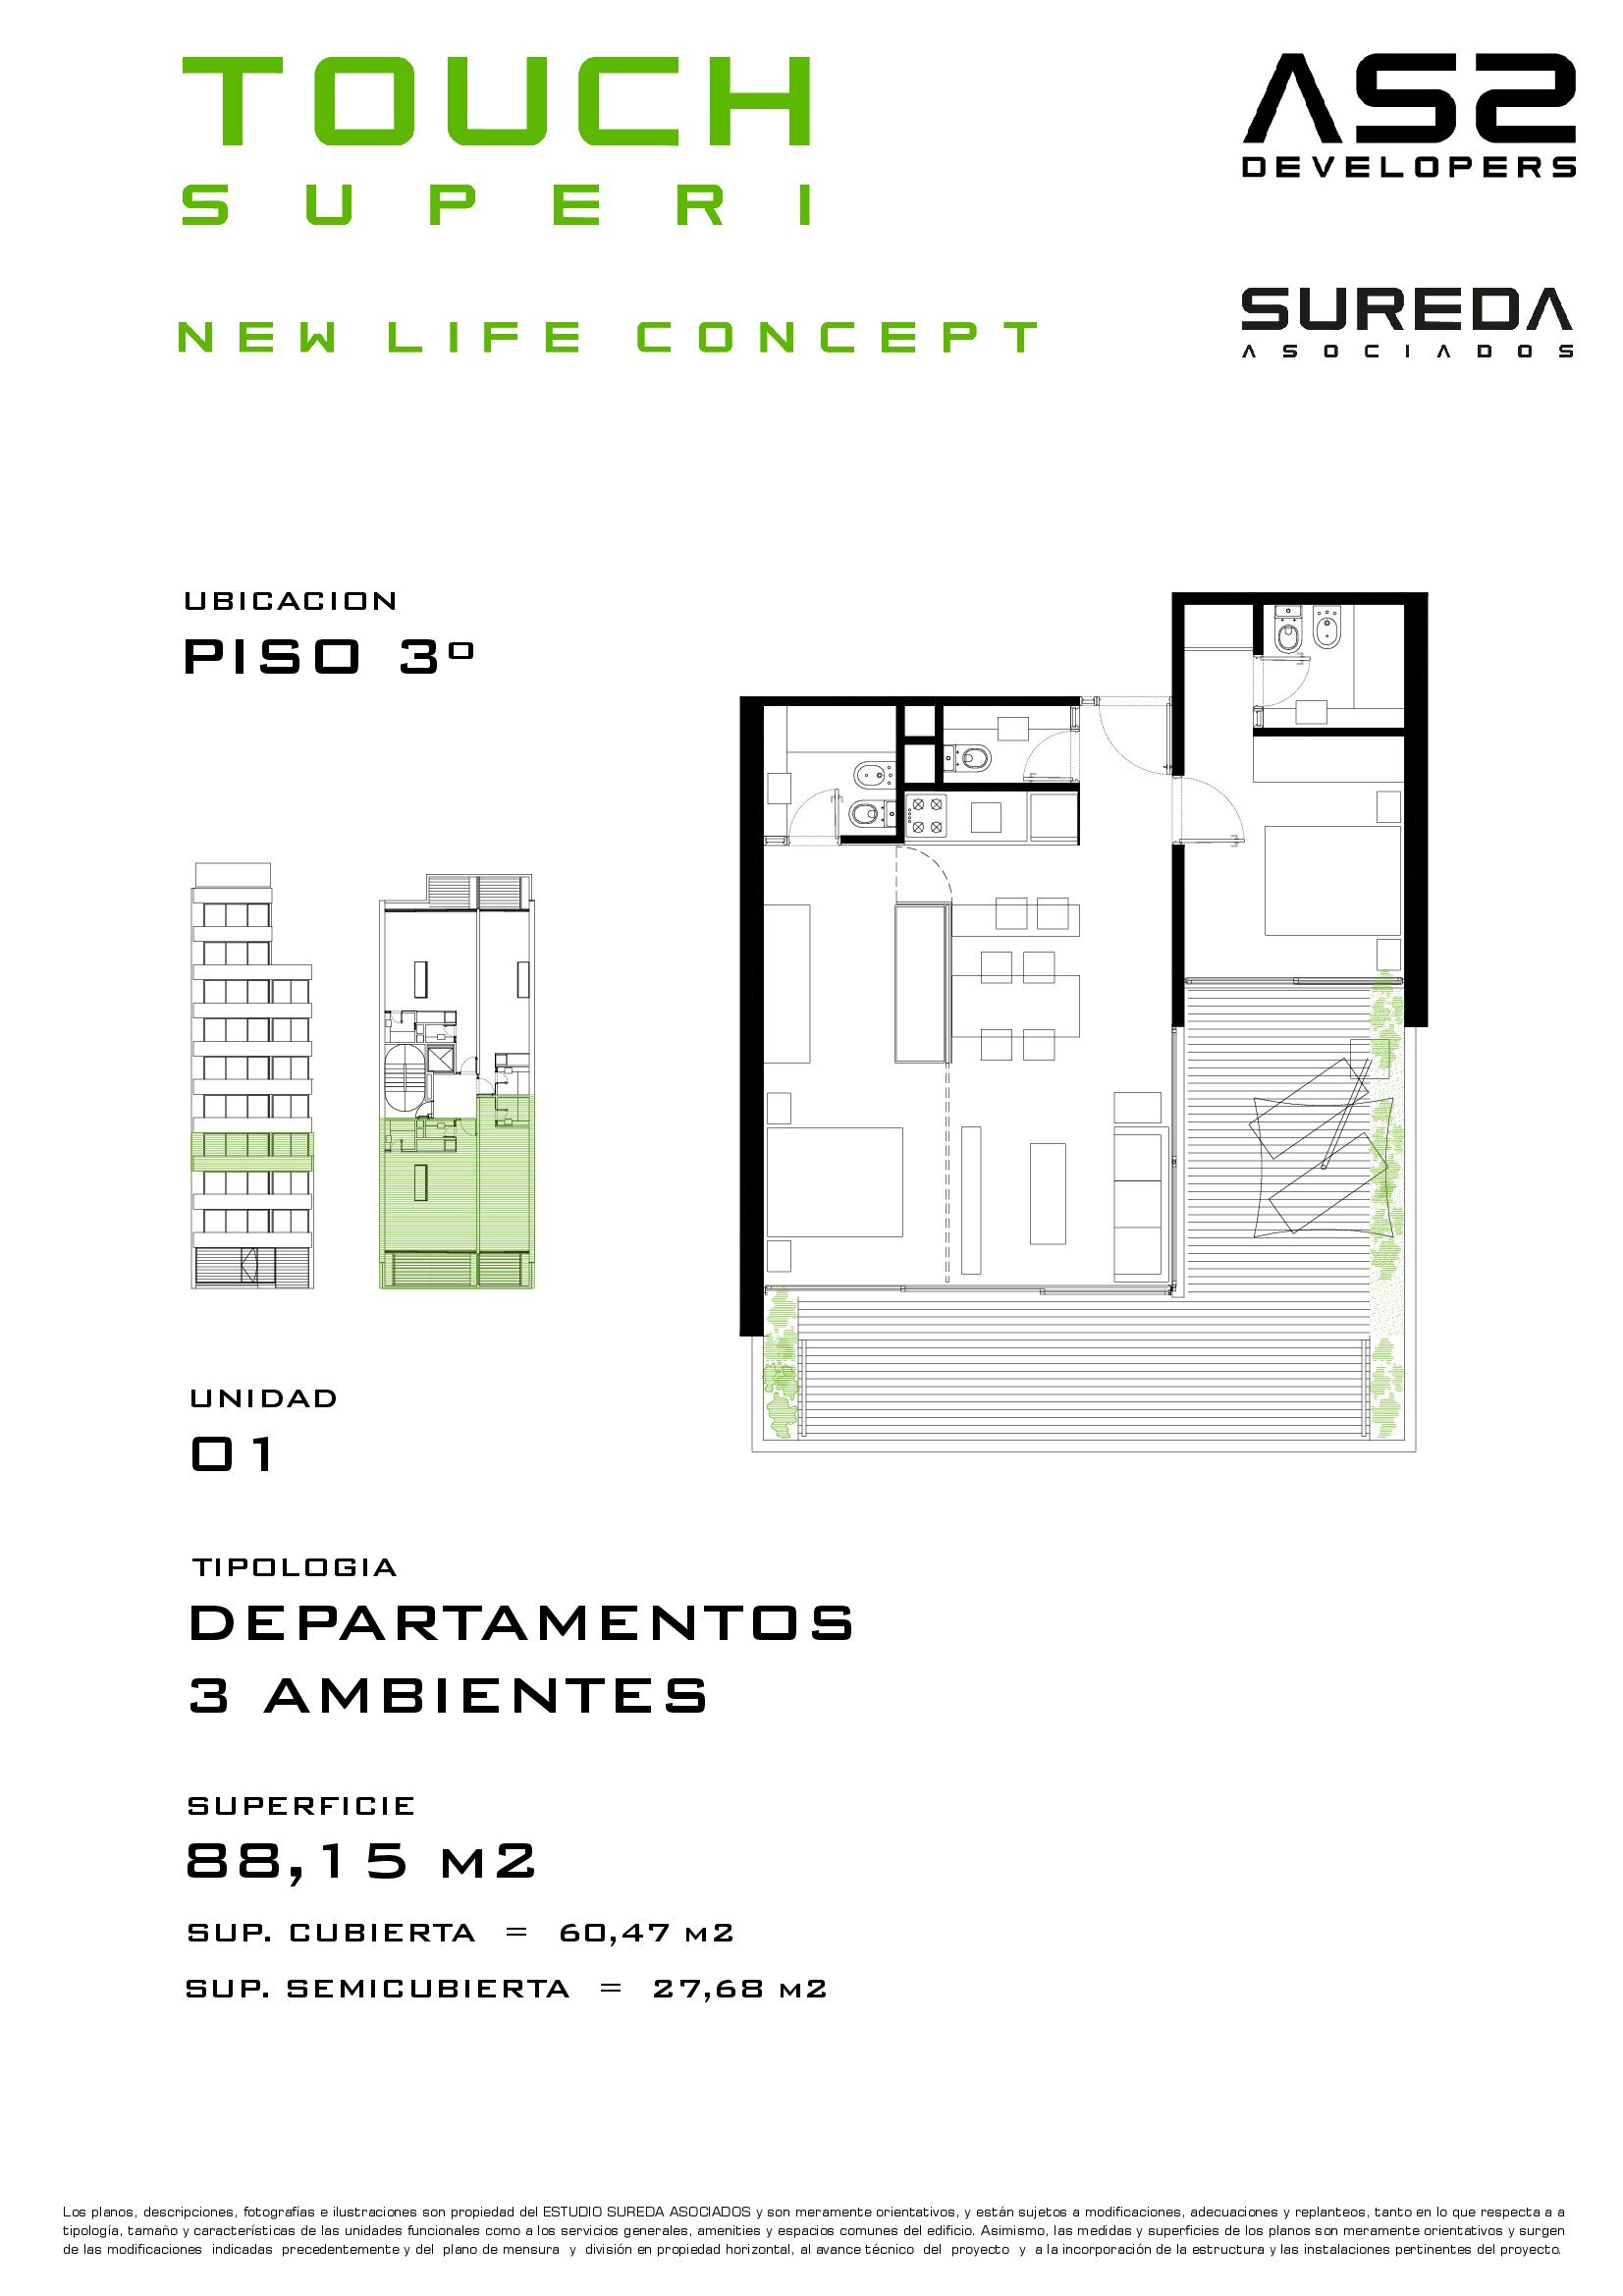 TOUCH
SUPERI
NEW LIFE CONCEPT
AS2
DEVELOPERS
SUREDA
ASOCIADOS
UBICACION
PISO 3º
UNIDAD
01
TIPOLOGIA
DEPARTAMENTOS
3 AMBIENTES
SUPERFICIE
88,15 M2
SUP. CUBIERTA = 60,47 M2
SUP. SEMICUBIERTA = 27,68 M2
Los planos, descripciones, fotografías e ilustraciones son propiedad del ESTUDIO SUREDA ASOCIADOS y son meramente orientativos, y están sujetos a modificaciones, adecuaciones y replanteos, tanto en lo que respecta a a
tipología, tamaño y características de las unidades funcionales como a los servicios generales, amenities y espacios comunes del edificio. Asimismo, las medidas y superficies de los planos son meramente orientativos y surgen
de las modificaciones indicadas precedentemente y del plano de mensura y división en propiedad horizontal, al avance técnico del proyecto y a la incorporación de la estructura y las instalaciones pertinentes del proyecto.